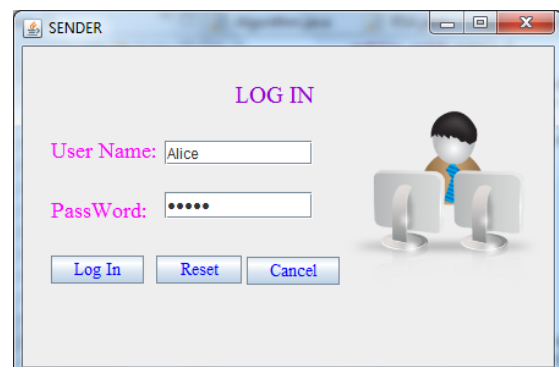 SENDER
LOG IN
User Name: Alice
PassWord: •••••
Log In Reset Cancel